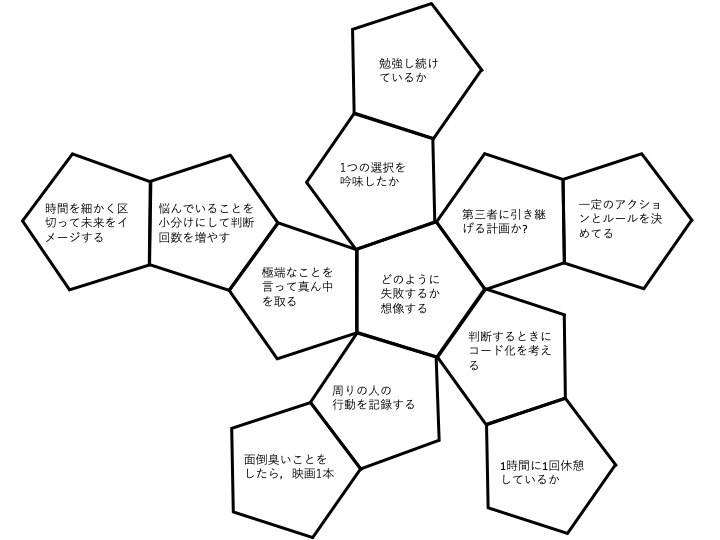 勉強し続け
ているか
1つの選択を
吟味したか
時間を細かく区
切って未来をイ
メージする
悩んでいることを
小分けにして判断
回数を増やす
第三者に引き継
げる計画か?
一定のアクショ
ンとルールを決
めてる
極端なことを
言って真ん中
を取る
どのように
失敗するか
想像する
判断するときに
コード化を考え
る
周りの人の
行動を記録する
面倒臭いことを
したら，映画1本
1時間に1回休憩
しているか